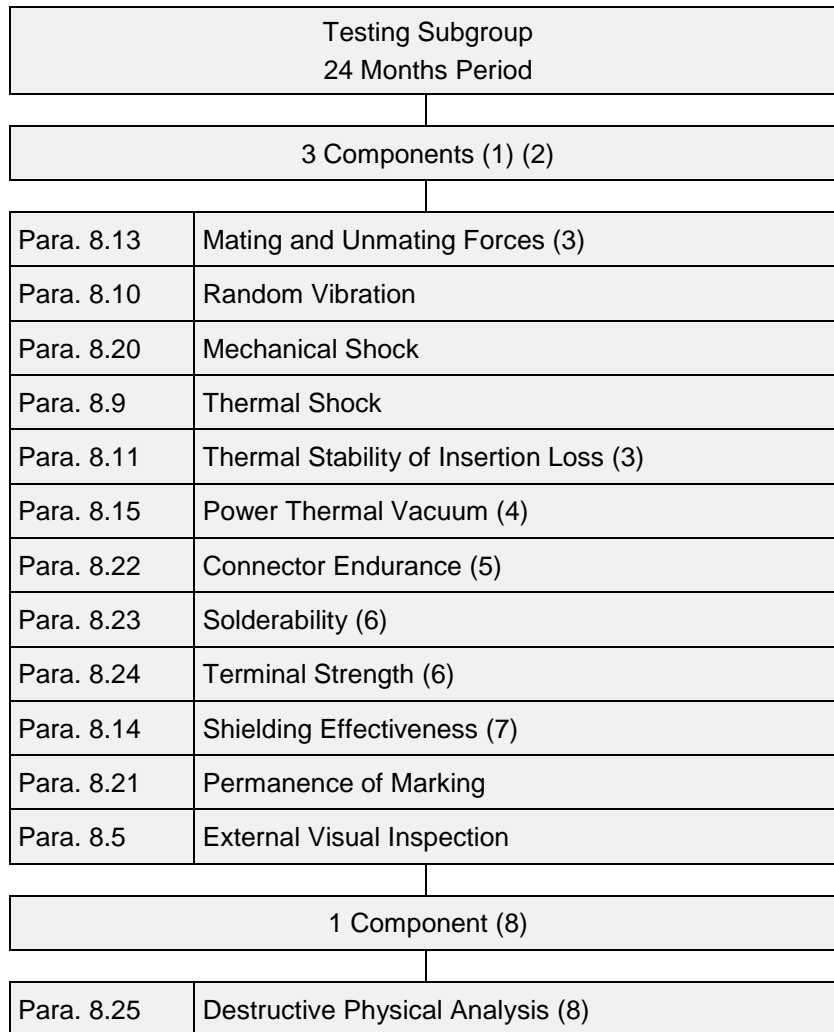 Testing Subgroup
24 Months Period
3 Components (1) (2)
Para. 8.13 Mating and Unmating Forces (3)
Para. 8.10 Random Vibration
Para. 8.20 Mechanical Shock
Para. 8.9 Thermal Shock
Para. 8.11 Thermal Stability of Insertion Loss (3)
Para. 8.15 Power Thermal Vacuum (4)
Para. 8.22 Connector Endurance (5)
Para. 8.23 Solderability (6)
Para. 8.24 Terminal Strength (6)
Para. 8.14 Shielding Effectiveness (7)
Para. 8.21 Permanence of Marking
Para. 8.5 External Visual Inspection
1 Component (8)
Para. 8.25 Destructive Physical Analysis (8)